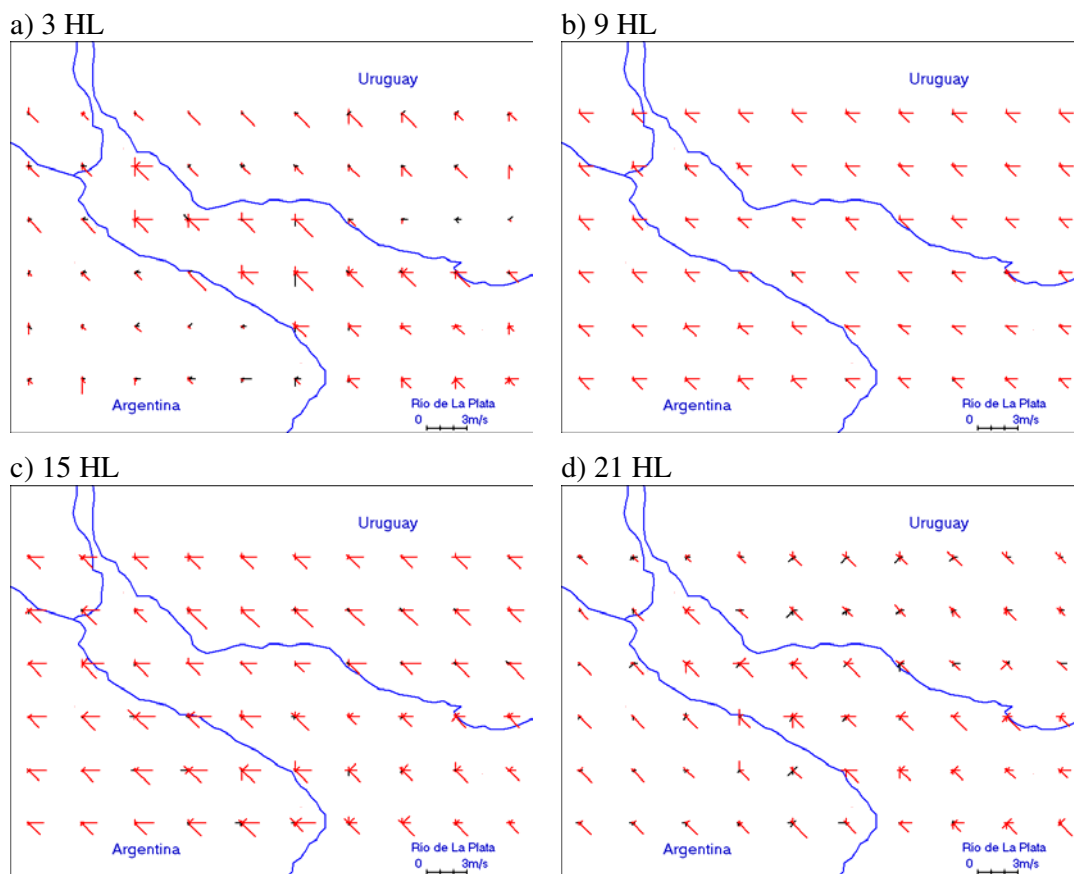 a) 3 HL
b) 9 HL
Uruguay
Uruguay
Argentina
Rio de La Plata
0 3m/s
Argentina
Rio de La Plata
0 3m/s
c) 15 HL
d) 21 HL
Uruguay
Uruguay
Argentina
Rio de La Plata
0 3m/s
Argentina
Rio de La Plata
0 3m/s